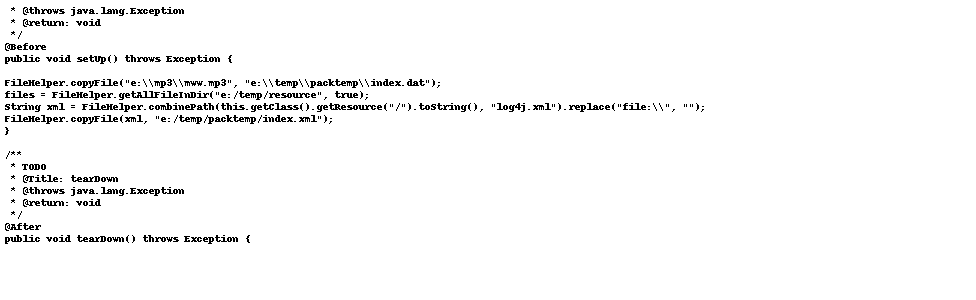 * @throws java.lang.Exception
 * @return: void
 */
@Before
public void setUp() throws Exception {
FileHelper.copyFile("e:\\mp3\\mww.mp3", "e:\\temp\\packtemp\\index.dat");
files = FileHelper.getAllFileInDir("e:/temp/resource", true);
String xml = FileHelper.combinePath(this.getClass().getResource("/").toString(), "log4j.xml").replace("file:\\", "");
FileHelper.copyFile(xml, "e:/temp/packtemp/index.xml");
}
/**
 * TODO
 * @Title: tearDown
 * @throws java.lang.Exception
 * @return: void
 */
@After
public void tearDown() throws Exception {